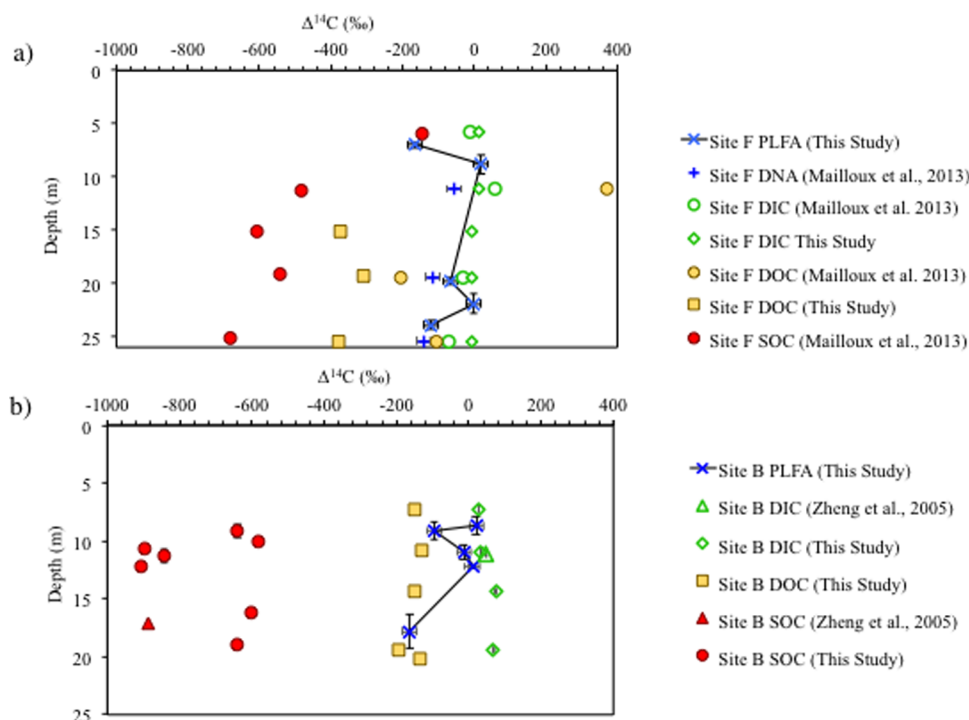 Δ¹⁴C (‰)
a)
-1000 -800 -600 -400 -200 0 200 400
0
5
10
15
20
25
Depth (m)
Site F PLFA (This Study)
Site F DNA (Mailloux et al., 2013)
Site F DIC (Mailloux et al. 2013)
Site F DIC This Study
Site F DOC (Mailloux et al. 2013)
Site F DOC (This Study)
Site F SOC (Mailloux et al., 2013)
Δ¹⁴C (‰)
b)
-1000 -800 -600 -400 -200 0 200 400
0
5
10
15
20
25
Depth (m)
Site B PLFA (This Study)
Site B DIC (Zheng et al., 2005)
Site B DIC (This Study)
Site B DOC (This Study)
Site B SOC (Zheng et al., 2005)
Site B SOC (This Study)